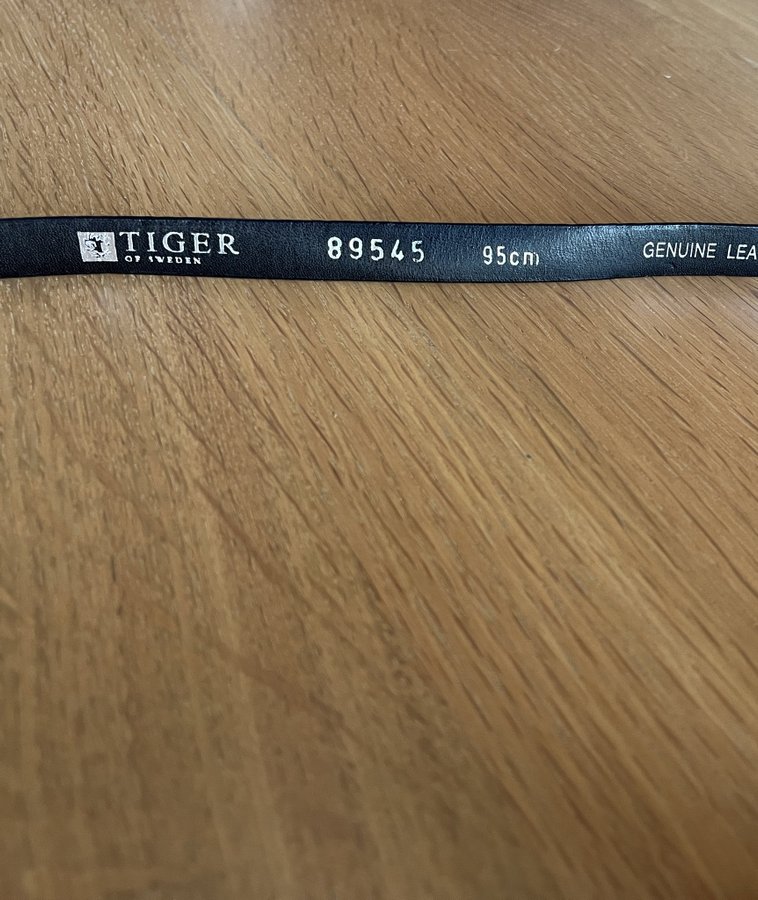 TIGER
OF SWEDEN
89545
95cm
GENUINE LEA